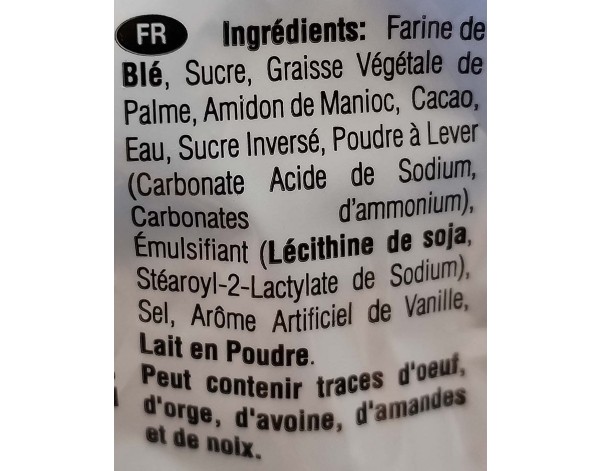 FR Ingrédients: Farine de
Blé, Sucre, Graisse Végétale de
Palme, Amidon de Manioc, Cacao,
Eau, Sucre Inversé, Poudre à Lever
(Carbonate Acide de Sodium,
Carbonates d'ammonium),
Émulsifiant (Lécithine de soja,
Stéaroyl-2-Lactylate de Sodium),
Sel, Arôme Artificiel de Vanille,
Lait en Poudre.
Peut contenir traces d'oeuf,
d'orge, d'avoine, d'amandes
et de noix.